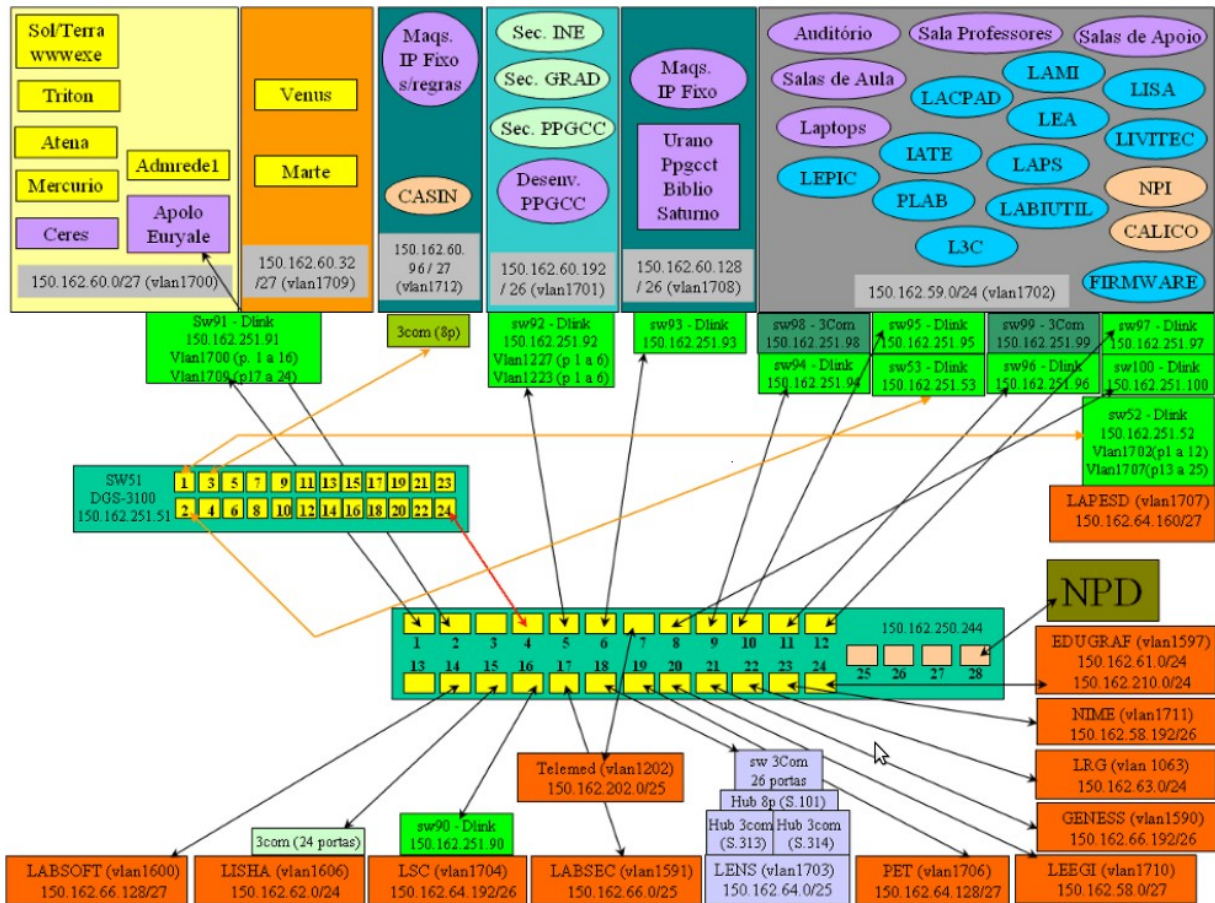 Sol/Terra
wwwexe
Triton
Atena
Mercurio
Ceres
Admrede1
Apolo
Euryale
150.162.60.0/27 (vlan1700)
Venus
Marte
150.162.60.32
/27 (vlan1709)
Maqs.
IP Fixo
s/regras
CASIN
150.162.60.
96 / 27
(vlan1712)
Sec. INE
Sec. GRAD
Sec. PPGCC
Desenv.
PPGCC
150.162.60.192
/ 26 (vlan1701)
Maqs.
IP Fixo
Urano
Ppgcct
Biblio
Saturno
150.162.60.128
/ 26 (vlan1708)
Auditório
Sala Professores
Salas de Apoio
Salas de Aula
LAMI
LISA
LACPAD
Laptops
LEA
LIVITEC
IATE
LAPS
LEPIC
NPI
PLAB
LABIUTIL
CALICO
L3C
FIRMWARE
150.162.59.0/24 (vlan1702)
Sw91 - Dlink
150.162.251.91
Vlan1700 (p. 1 a 16)
Vlan1709 (p17 a 24)
3com (8p)
sw92 - Dlink
150.162.251.92
Vlan1227 (p 1 a 6)
Vlan1223 (p 1 a 6)
sw93 - Dlink
150.162.251.93
sw98 - 3Com
150.162.251.98
sw95 - Dlink
150.162.251.95
sw99 - 3Com
150.162.251.99
sw97 - Dlink
150.162.251.97
sw94 - Dlink
150.162.251.94
sw53 - Dlink
150.162.251.53
sw96 - Dlink
150.162.251.96
sw100 - Dlink
150.162.251.100
sw52 - Dlink
150.162.251.52
Vlan1702(p1 a 12)
Vlan1707(p13 a 25)
LAPESD (vlan1707)
150.162.64.160/27
SW51
DGS-3100
150.162.251.51
1 3 5 7 9 11 13 15 17 19 21 23
2 4 6 8 10 12 14 16 18 20 22 24
NPD
150.162.250.244
1 2 3 4 5 6 7 8 9 10 11 12
13 14 15 16 17 18 19 20 21 22 23 24
25 26 27 28
EDUGRAF (vlan1597)
150.162.61.0/24
150.162.210.0/24
NIME (vlan1711)
150.162.58.192/26
LRG (vlan 1063)
150.162.63.0/24
GENESS (vlan1590)
150.162.66.192/26
Telemed (vlan1202)
150.162.202.0/25
sw 3Com
26 portas
Hub 8p (S.101)
Hub 3com
(S.313)
Hub 3com
(S.314)
3com (24 portas)
sw90 - Dlink
150.162.251.90
LABSOFT (vlan1600)
150.162.66.128/27
LISHA (vlan1606)
150.162.62.0/24
LSC (vlan1704)
150.162.64.192/26
LABSEC (vlan1591)
150.162.66.0/25
LENS (vlan1703)
150.162.64.0/25
PET (vlan1706)
150.162.64.128/27
LEEGI (vlan1710)
150.162.58.0/27